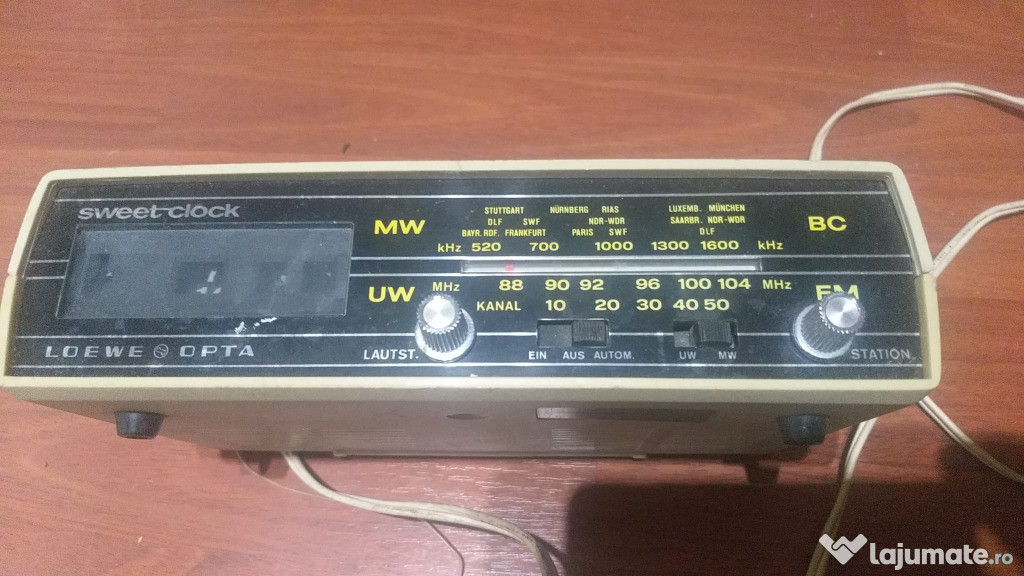 sweet-clock
LOEWE OPTA
MW
STUTTGART NÜRNBERG RIAS LUXEMB. MÜNCHEN
DLF SWF NDR-WDR SAARBR. NDR-WDR
BAYR. RDF. FRANKFURT PARIS SWF DLF
kHz 520 700 1000 1300 1600 kHz
BC
UW MHz 88 90 92 96 100 104 MHz FM
KANAL 10 20 30 40 50
LAUTST. EIN AUS AUTOM. UW MW STATION
lajumate.ro